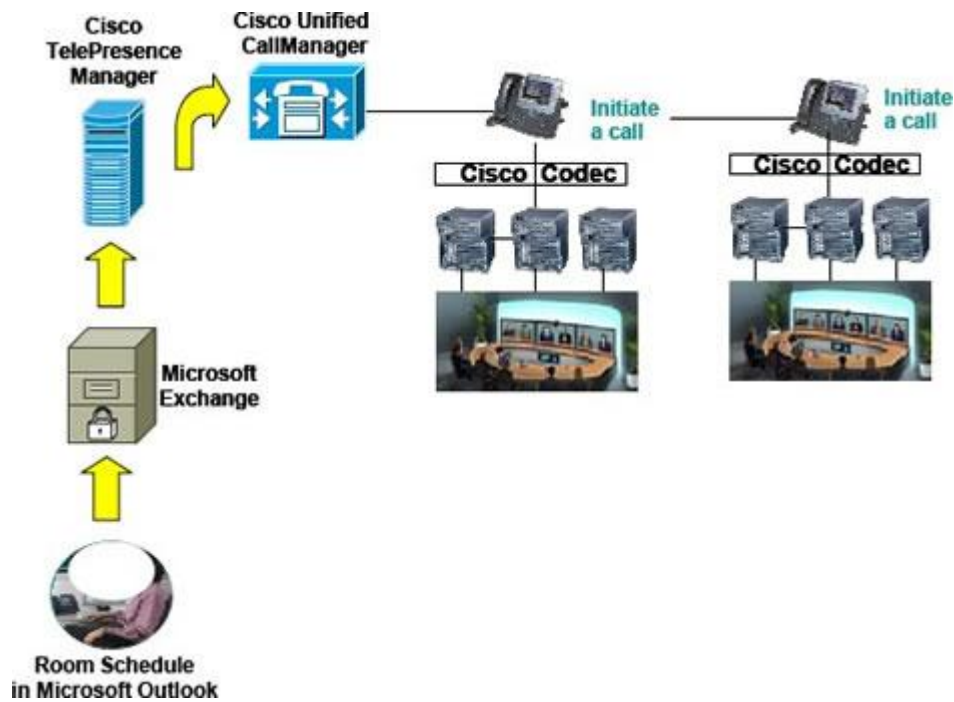 Cisco
TelePresence
Manager
Cisco Unified
CallManager
Initiate
a call
Initiate
a call
Cisco Codec
Cisco Codec
Microsoft
Exchange
Room Schedule
in Microsoft Outlook